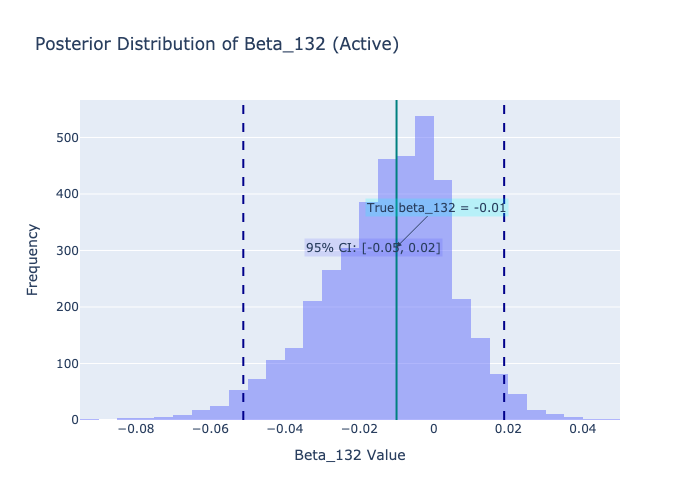 Posterior Distribution of Beta_132 (Active)
500
400
300
200
100
0
Frequency
True beta_132 = -0.01
95% CI: [-0.05, 0.02]
−0.08
−0.06
−0.04
−0.02
0
0.02
0.04
Beta_132 Value